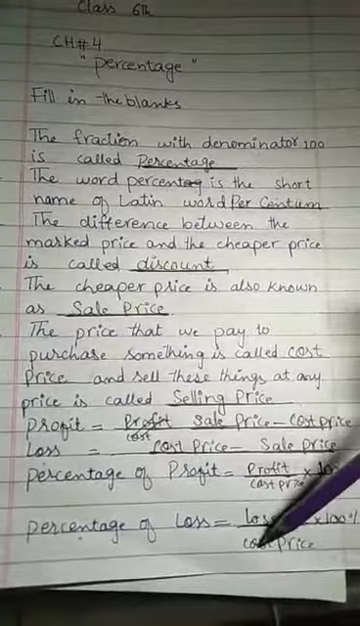 Class 6th
CH#4
"percentage"
Fill in the blanks
The fraction with denominator 100
is called Percentage
The word percentag is the short
name of Latin word Per Centum
The difference between the
marked price and the cheaper price
is called discount
The cheaper price is also known
as Sale Price
The price that we pay to
purchase something is called cost
Price and sell these things at any
price is called Selling Price
Profit = Sale price - Cost price
Loss = Cost Price - Sale price
percentage of Profit = Profit × 
Cost price
percentage of Loss = Loss ×100%
cost Price